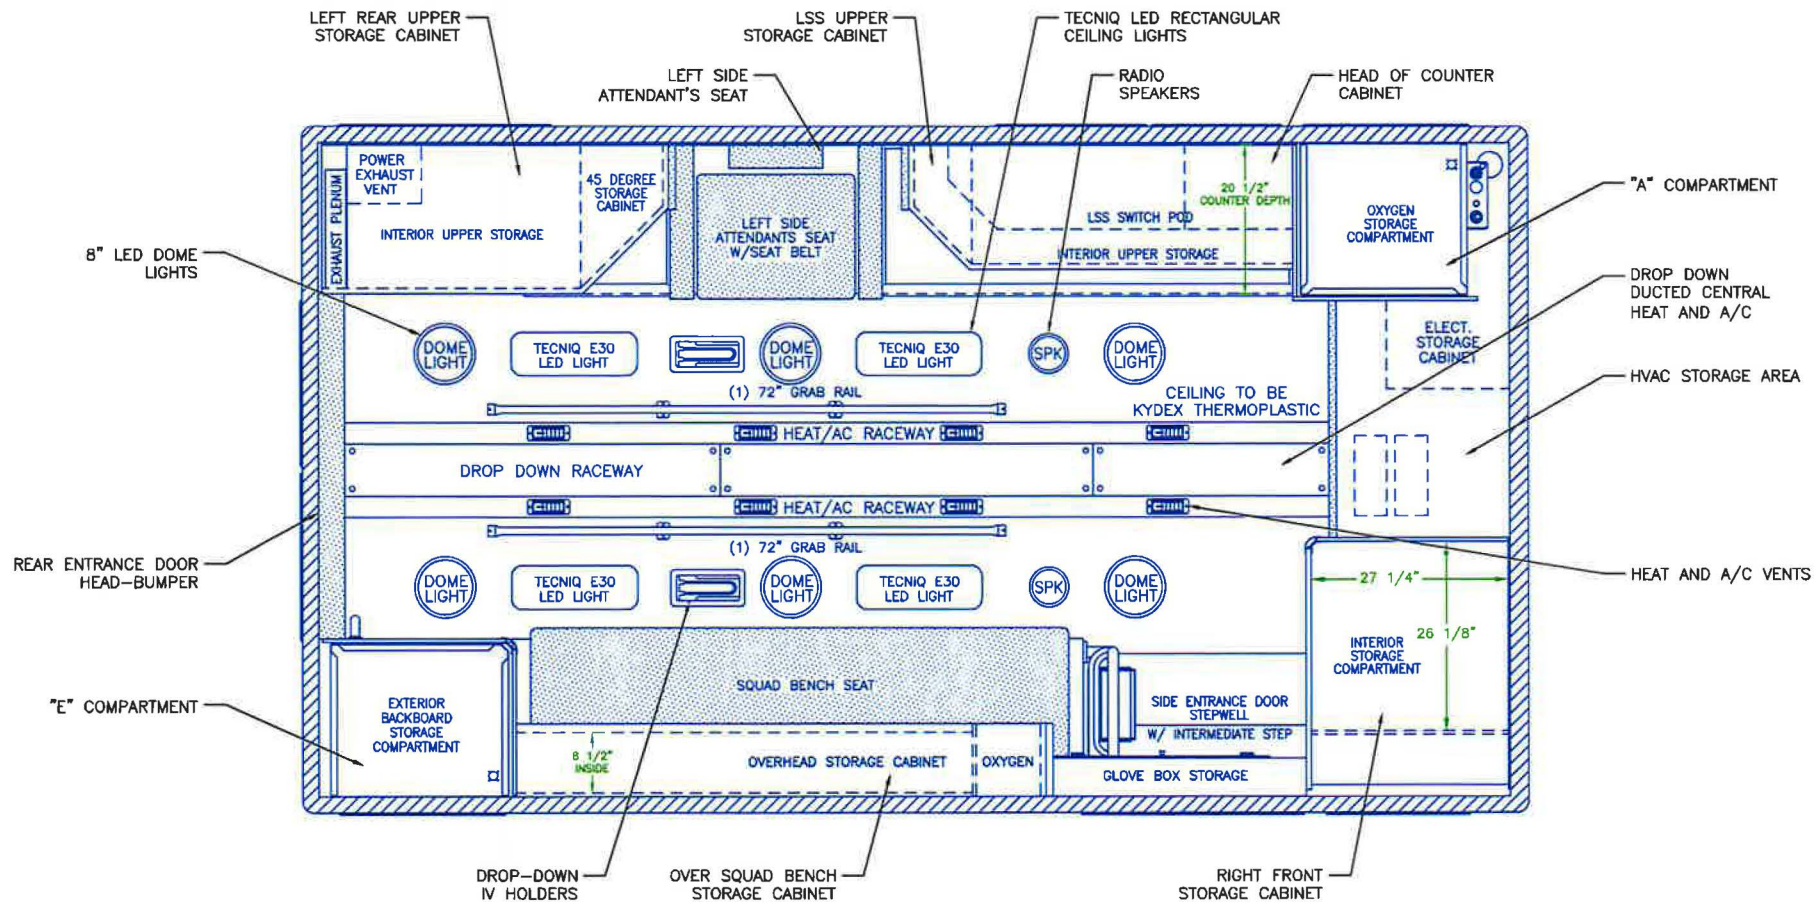 LEFT REAR UPPER
STORAGE CABINET
LSS UPPER
STORAGE CABINET
TECNIQ LED RECTANGULAR
CEILING LIGHTS
LEFT SIDE
ATTENDANT'S SEAT
RADIO
SPEAKERS
HEAD OF COUNTER
CABINET
POWER
EXHAUST
VENT
EXHAUST PLENUM
45 DEGREE
STORAGE
CABINET
INTERIOR UPPER STORAGE
LEFT SIDE
ATTENDANTS SEAT
W/SEAT BELT
20 1/2"
COUNTER DEPTH
LSS SWITCH POD
INTERIOR UPPER STORAGE
OXYGEN
STORAGE
COMPARTMENT
"A" COMPARTMENT
8" LED DOME
LIGHTS
DROP DOWN
DUCTED CENTRAL
HEAT AND A/C
DOME
LIGHT
TECNIQ E30
LED LIGHT
DOME
LIGHT
TECNIQ E30
LED LIGHT
SPK
DOME
LIGHT
ELECT.
STORAGE
CABINET
HVAC STORAGE AREA
(1) 72" GRAB RAIL
CEILING TO BE
KYDEX THERMOPLASTIC
HEAT/AC RACEWAY
DROP DOWN RACEWAY
HEAT/AC RACEWAY
(1) 72" GRAB RAIL
REAR ENTRANCE DOOR
HEAD-BUMPER
HEAT AND A/C VENTS
DOME
LIGHT
TECNIQ E30
LED LIGHT
DOME
LIGHT
TECNIQ E30
LED LIGHT
SPK
DOME
LIGHT
27 1/4"
26 1/8"
INTERIOR
STORAGE
COMPARTMENT
"E" COMPARTMENT
EXTERIOR
BACKBOARD
STORAGE
COMPARTMENT
SQUAD BENCH SEAT
SIDE ENTRANCE DOOR
STEPWELL
W/ INTERMEDIATE STEP
8 1/2"
INSIDE
OVERHEAD STORAGE CABINET
OXYGEN
GLOVE BOX STORAGE
DROP-DOWN
IV HOLDERS
OVER SQUAD BENCH
STORAGE CABINET
RIGHT FRONT
STORAGE CABINET